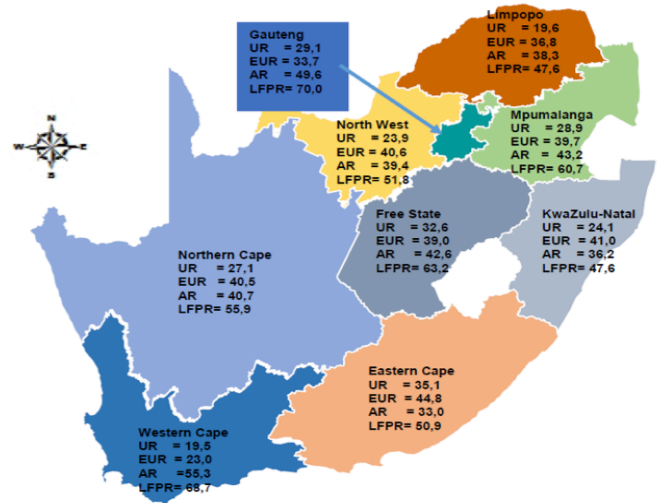 Gauteng
UR = 29,1
EUR = 33,7
AR = 49,6
LFPR= 70,0
Limpopo
UR = 19,6
EUR = 36,8
AR = 38,3
LFPR= 47,6
N
W E
S
North West
UR = 23,9
EUR = 40,6
AR = 39,4
LFPR= 51,8
Mpumalanga
UR = 28,9
EUR = 39,7
AR = 43,2
LFPR= 60,7
Free State
UR = 32,6
EUR = 39,0
AR = 42,6
LFPR= 63,2
KwaZulu-Natal
UR = 24,1
EUR = 41,0
AR = 36,2
LFPR= 47,6
Northern Cape
UR = 27,1
EUR = 40,5
AR = 40,7
LFPR= 55,9
Eastern Cape
UR = 35,1
EUR = 44,8
AR = 33,0
LFPR= 50,9
Western Cape
UR = 19,5
EUR = 23,0
AR =55,3
LFPR= 68,7